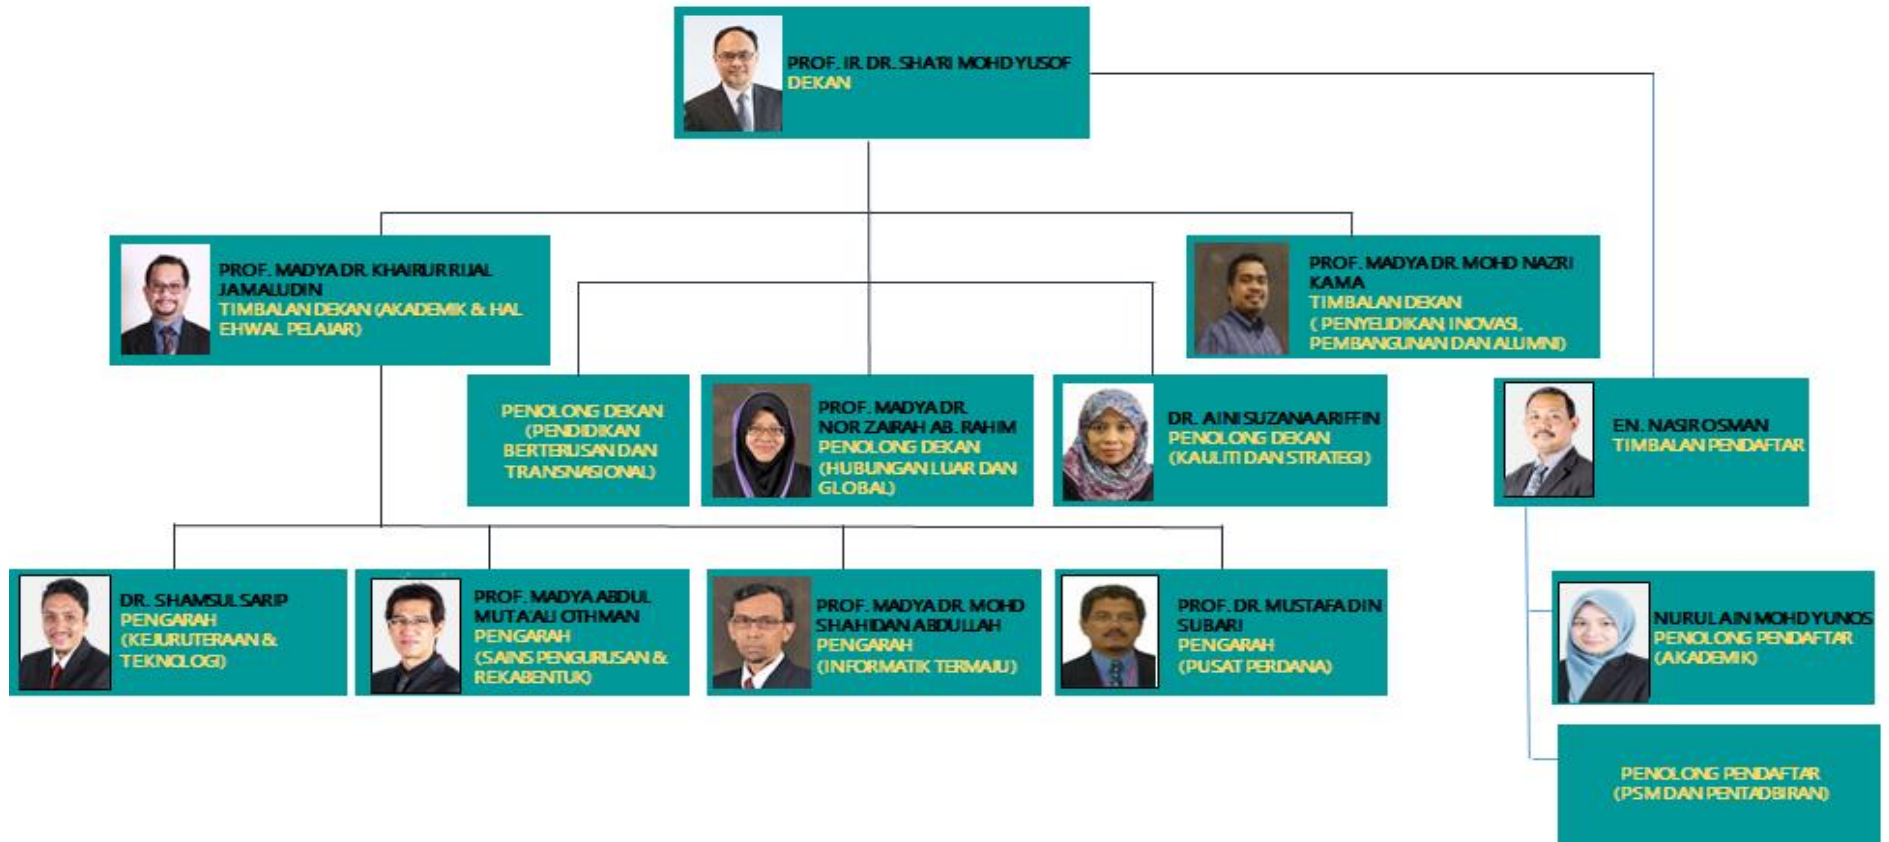 PROF. IR. DR. SHA'RI MOHD YUSOF
DEKAN
PROF. MADYA DR. KHAIRUR RIJAL
JAMALUDIN
TIMBALAN DEKAN (AKADEMIK & HAL
EHWAL PELAJAR)
PROF. MADYA DR. MOHD NAZRI
KAMA
TIMBALAN DEKAN
( PENYELIDIKAN, INOVASI,
PEMBANGUNAN DAN ALUMNI)
PENOLONG DEKAN
(PENDIDIKAN
BERTERUSAN DAN
TRANSNASIONAL)
PROF. MADYA DR.
NOR ZAIRAH AB. RAHIM
PENOLONG DEKAN
(HUBUNGAN LUAR DAN
GLOBAL)
DR. AINI SUZANA ARIFFIN
PENOLONG DEKAN
(KAULITI DAN STRATEGI)
EN. NASIR OSMAN
TIMBALAN PENDAFTAR
DR. SHAMSUL SARIP
PENGARAH
(KEJURUTERAAN &
TEKNOLOGI)
PROF. MADYA ABDUL
MUTA'ALI OTHMAN
PENGARAH
(SAINS PENGURUSAN &
REKABENTUK)
PROF. MADYA DR. MOHD
SHAHIDAN ABDULLAH
PENGARAH
(INFORMATIK TERMAJU)
PROF. DR. MUSTAFA DIN
SUBARI
PENGARAH
(PUSAT PERDANA)
NURUL AIN MOHD YUNOS
PENOLONG PENDAFTAR
(AKADEMIK)
PENOLONG PENDAFTAR
(PSM DAN PENTADBIRAN)